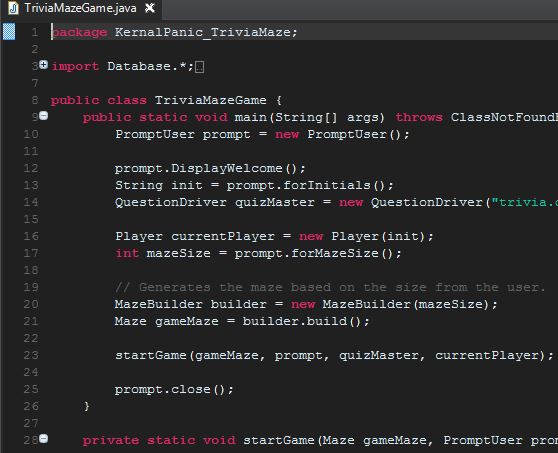 TriviaMazeGame.java
1 package KernalPanic_TriviaMaze;
2
3 import Database.*;
7
8 public class TriviaMazeGame {
9 public static void main(String[] args) throws
10 PromptUser prompt = new PromptUser();
11
12 prompt.DisplayWelcome();
13 String init = prompt.forInitials();
14 QuestionDriver quizMaster = new QuestionDriver("trivia.
15
16 Player currentPlayer = new Player(init);
17 int mazeSize = prompt.forMazeSize();
18
19 // Generates the maze based on the size from the user.
20 MazeBuilder builder = new MazeBuilder(mazeSize);
21 Maze gameMaze = builder.build();
22
23 startGame(gameMaze, prompt, quizMaster, currentPlayer);
24
25 prompt.close();
26 }
27
28 private static void startGame(Maze gameMaze, PromptUser